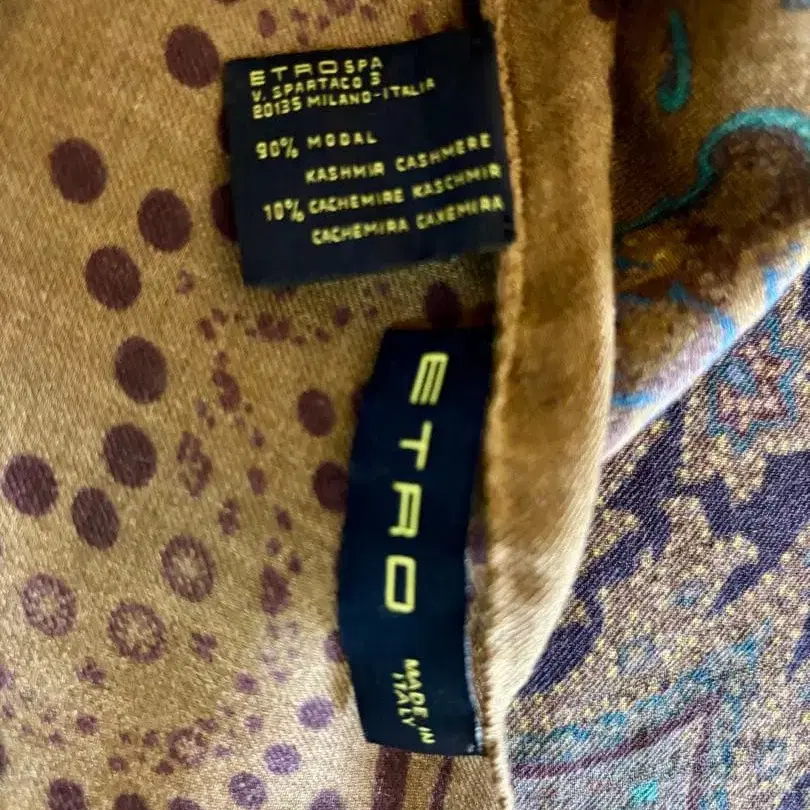 ETRO SPA
V. SPARTACO 3
20135 MILANO-ITALIA
90% MODAL
KASHMIR CASHMERE
10% CACHEMIRE KASCHMIR
CACHEMIRA CAXEMIRA
ETRO
MADE IN
ITALY